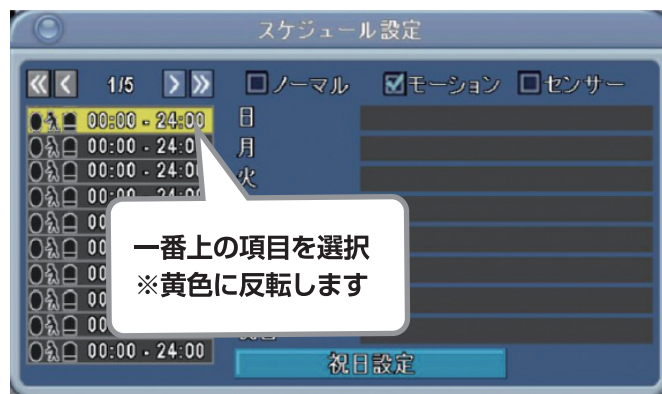 スケジュール設定
1/5
ノーマル モーション センサー
00:00 - 24:00 日
00:00 - 24:0 月
00:00 - 24:0 火
一番上の項目を選択
※黄色に反転します
00
00
00
00
00
00:00 - 24:00
祝日設定